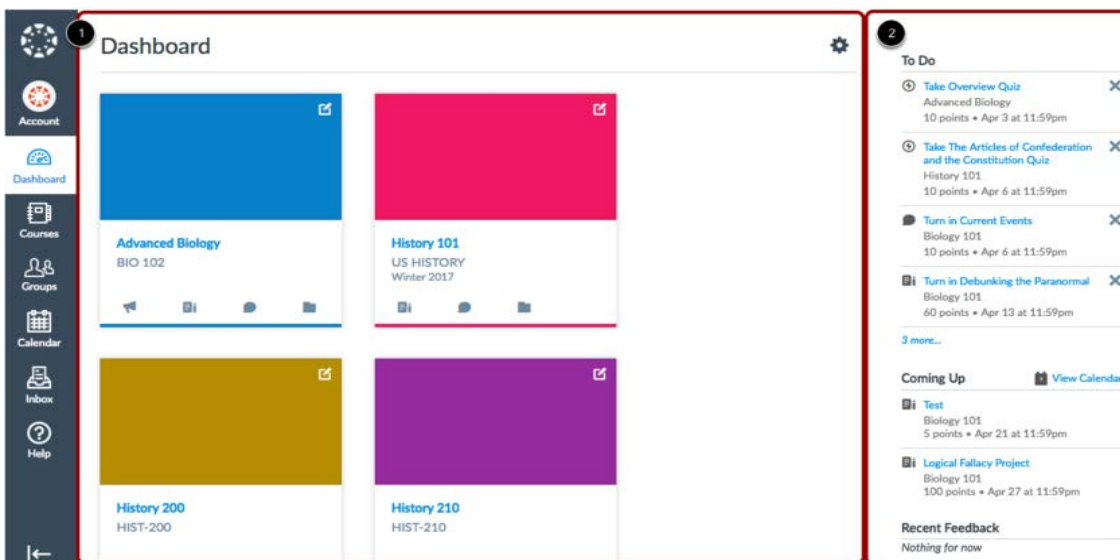 Account
Dashboard
Courses
Groups
Calendar
Inbox
Help
1
Dashboard
Advanced Biology
BIO 102
History 101
US HISTORY
Winter 2017
History 200
HIST-200
History 210
HIST-210
2
To Do
Take Overview Quiz
Advanced Biology
10 points • Apr 3 at 11:59pm
Take The Articles of Confederation
and the Constitution Quiz
History 101
10 points • Apr 6 at 11:59pm
Turn in Current Events
Biology 101
10 points • Apr 6 at 11:59pm
Turn in Debunking the Paranormal
Biology 101
60 points • Apr 13 at 11:59pm
3 more...
Coming Up
View Calendar
Test
Biology 101
5 points • Apr 21 at 11:59pm
Logical Fallacy Project
Biology 101
100 points • Apr 27 at 11:59pm
Recent Feedback
Nothing for now